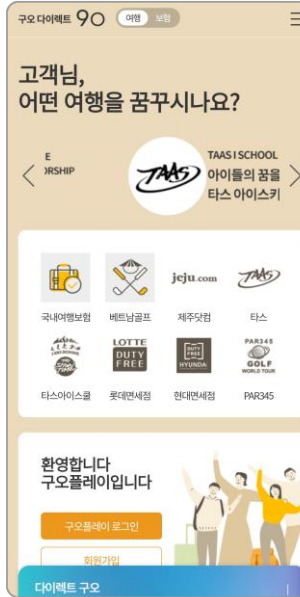 구오 다이렉트 90 여행 보험
고객님,
어떤 여행을 꿈꾸시나요?
E
ORSHIP
TAAS
TAAS I SCHOOL
아이들의 꿈을
타스 아이스키
jeju.com
TAAS
국내여행보험
베트남골프
제주닷컴
타스
LOTTE
DUTY
FREE
DUTY
FREE
HYUNDAI
PAR345
GOLF
WORLD TOUR
타스아이스쿨
롯데면세점
현대면세점
PAR345
환영합니다
구오플레이입니다
구오플레이 로그인
회원가입
다이렉트 구오